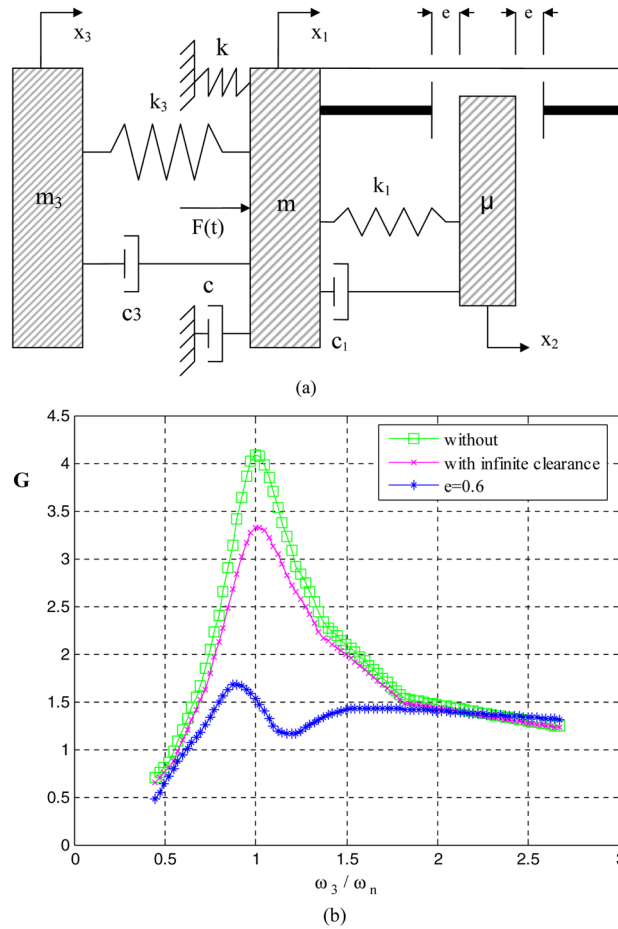 x₃ x₁ e e
k
k₃
m₃ m k₁ μ
F(t)
c₃ c c₁ x₂
(a)
4.5
G 4
3.5
3
2.5
2
1.5
1
0.5
0
without
with infinite clearance
e=0.6
0 0.5 1 1.5 2 2.5 3
ω₃ / ωₙ
(b)